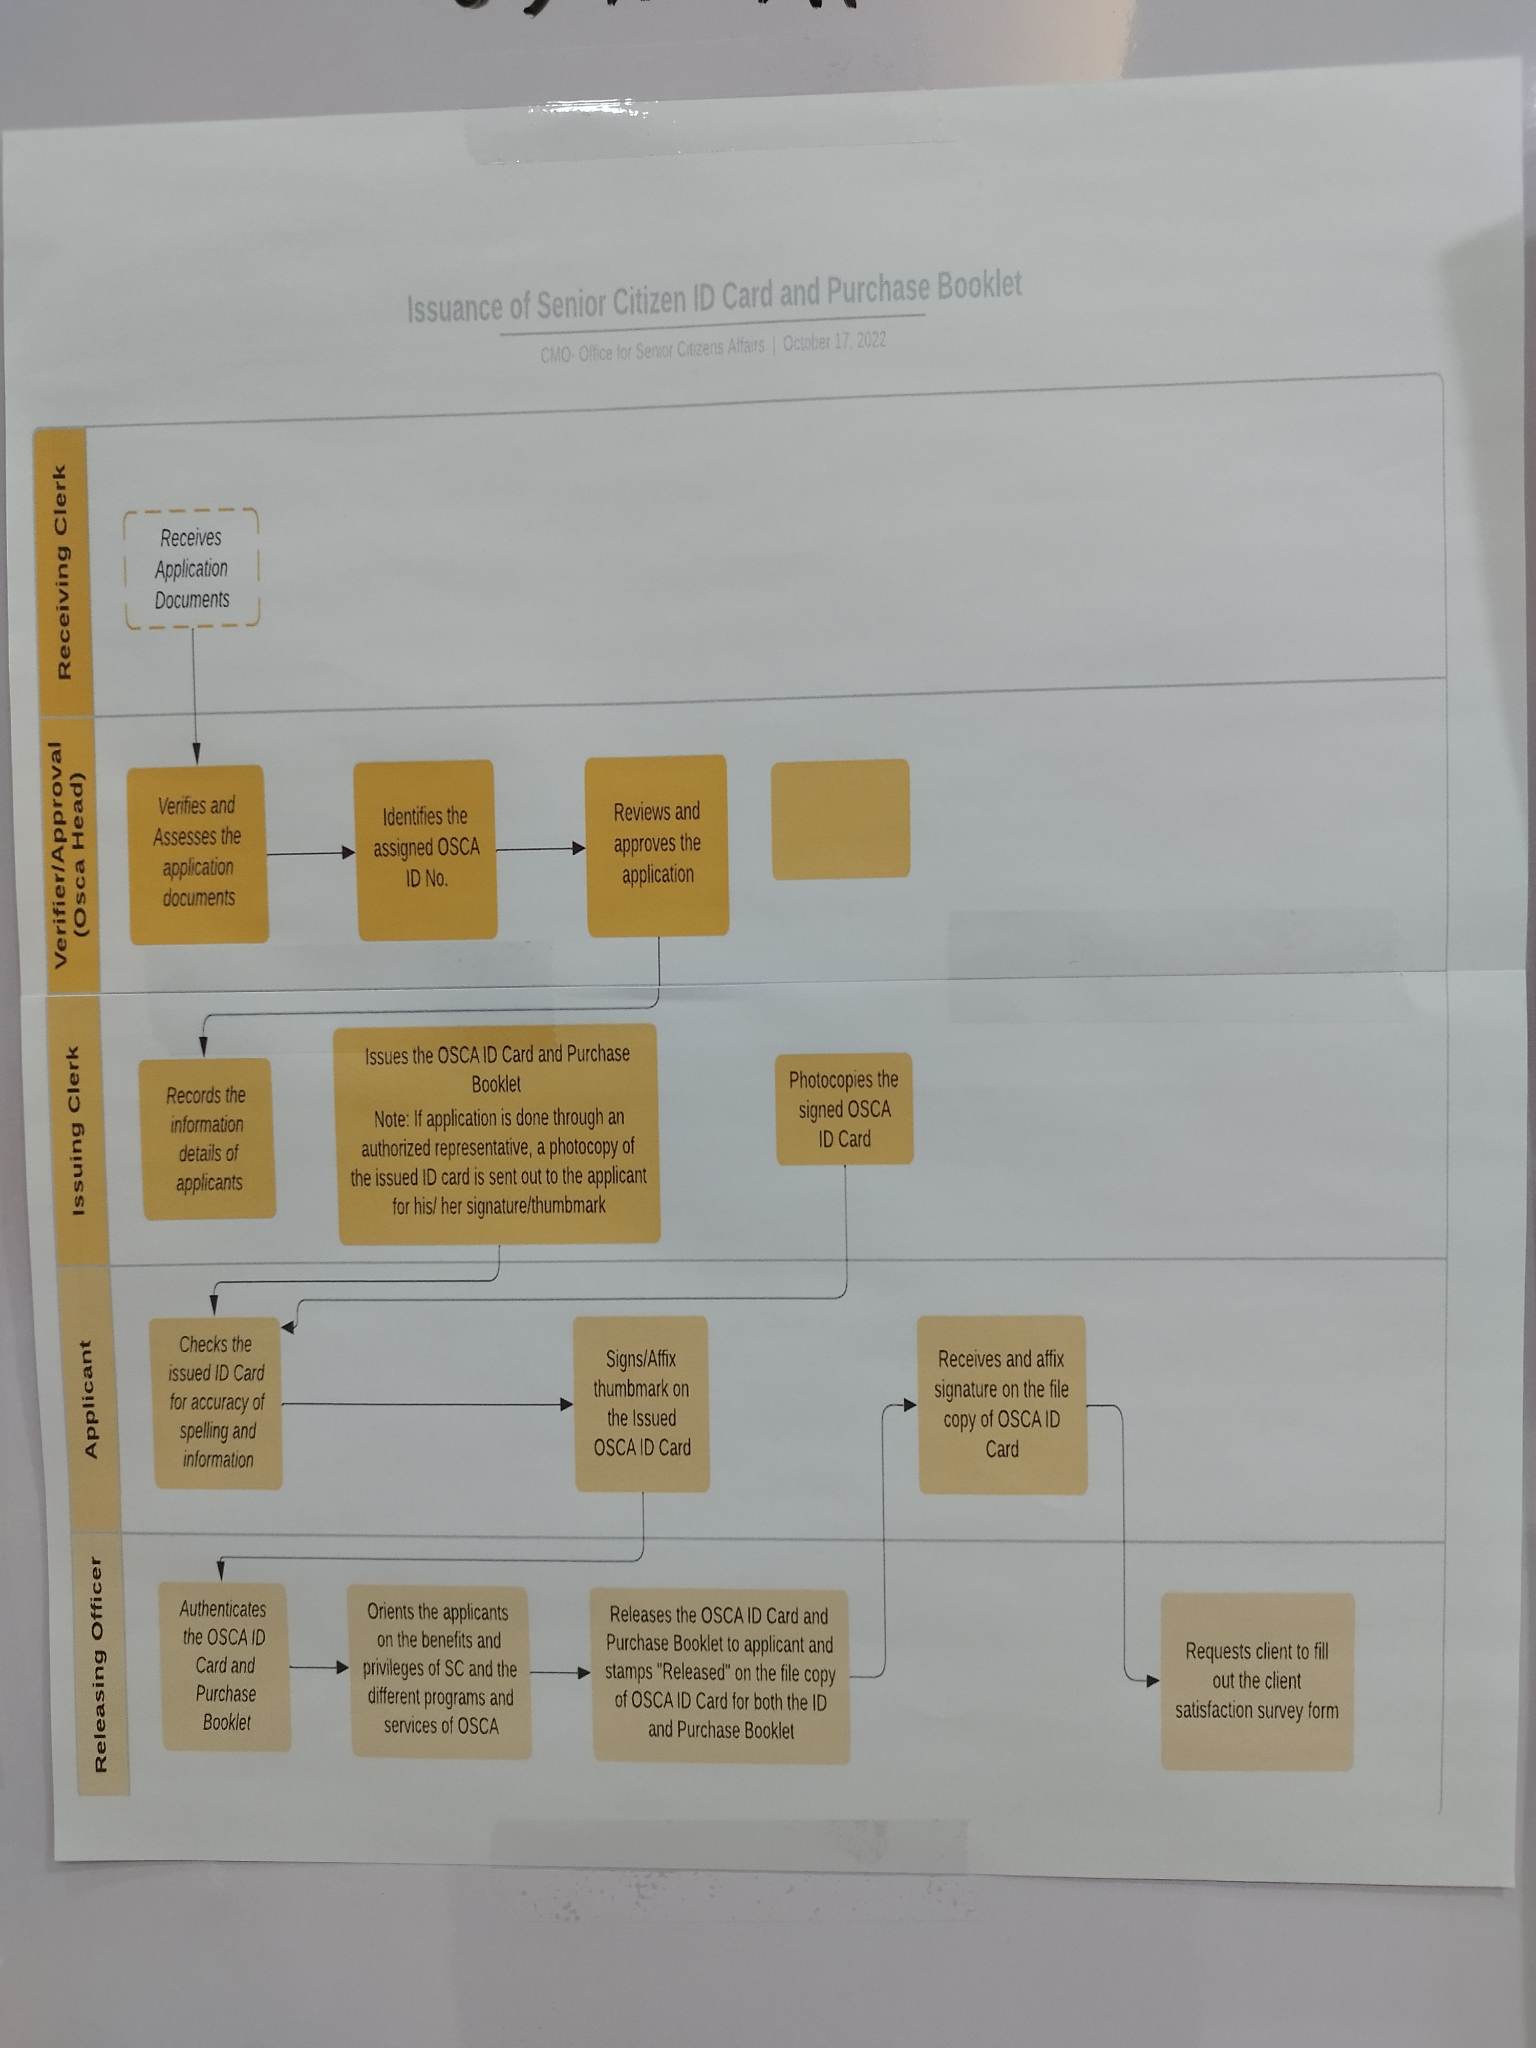 Issuance of Senior Citizen ID Card and Purchase Booklet
CMO- Office for Senior Citizens Affairs | October 17, 2022
Receiving Clerk
Receives
Application
Documents
Verifier/Approval
(Osca Head)
Verifies and
Assesses the
application
documents
Identifies the
assigned OSCA
ID No.
Reviews and
approves the
application
Issuing Clerk
Records the
information
details of
applicants
Issues the OSCA ID Card and Purchase
Booklet
Note: If application is done through an
authorized representative, a photocopy of
the issued ID card is sent out to the applicant
for his/ her signature/thumbmark
Photocopies the
signed OSCA
ID Card
Applicant
Checks the
issued ID Card
for accuracy of
spelling and
information
Signs/Affix
thumbmark on
the Issued
OSCA ID Card
Receives and affix
signature on the file
copy of OSCA ID
Card
Releasing Officer
Authenticates
the OSCA ID
Card and
Purchase
Booklet
Orients the applicants
on the benefits and
privileges of SC and the
different programs and
services of OSCA
Releases the OSCA ID Card and
Purchase Booklet to applicant and
stamps "Released" on the file copy
of OSCA ID Card for both the ID
and Purchase Booklet
Requests client to fill
out the client
satisfaction survey form